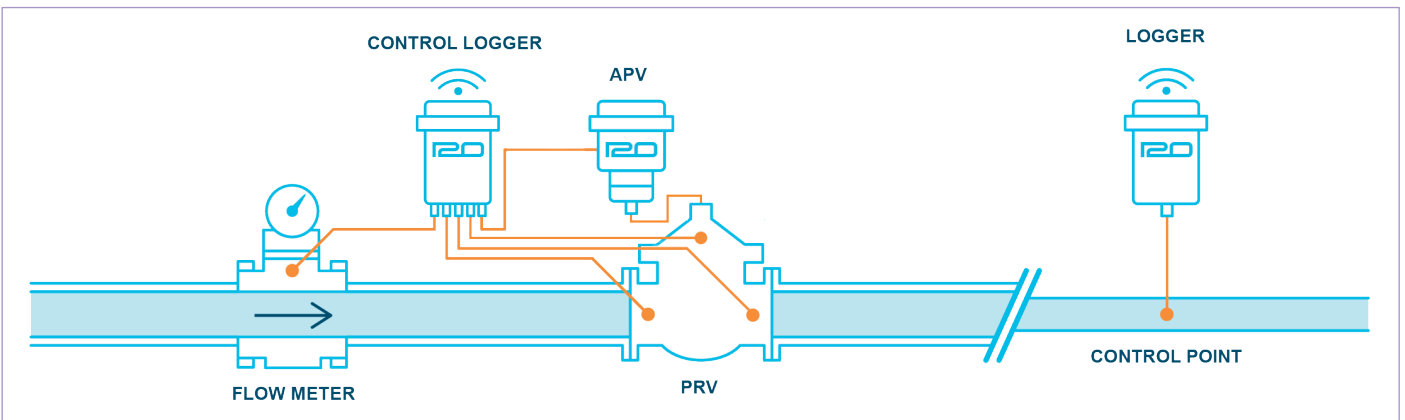 CONTROL LOGGER
LOGGER
APV
FLOW METER
PRV
CONTROL POINT